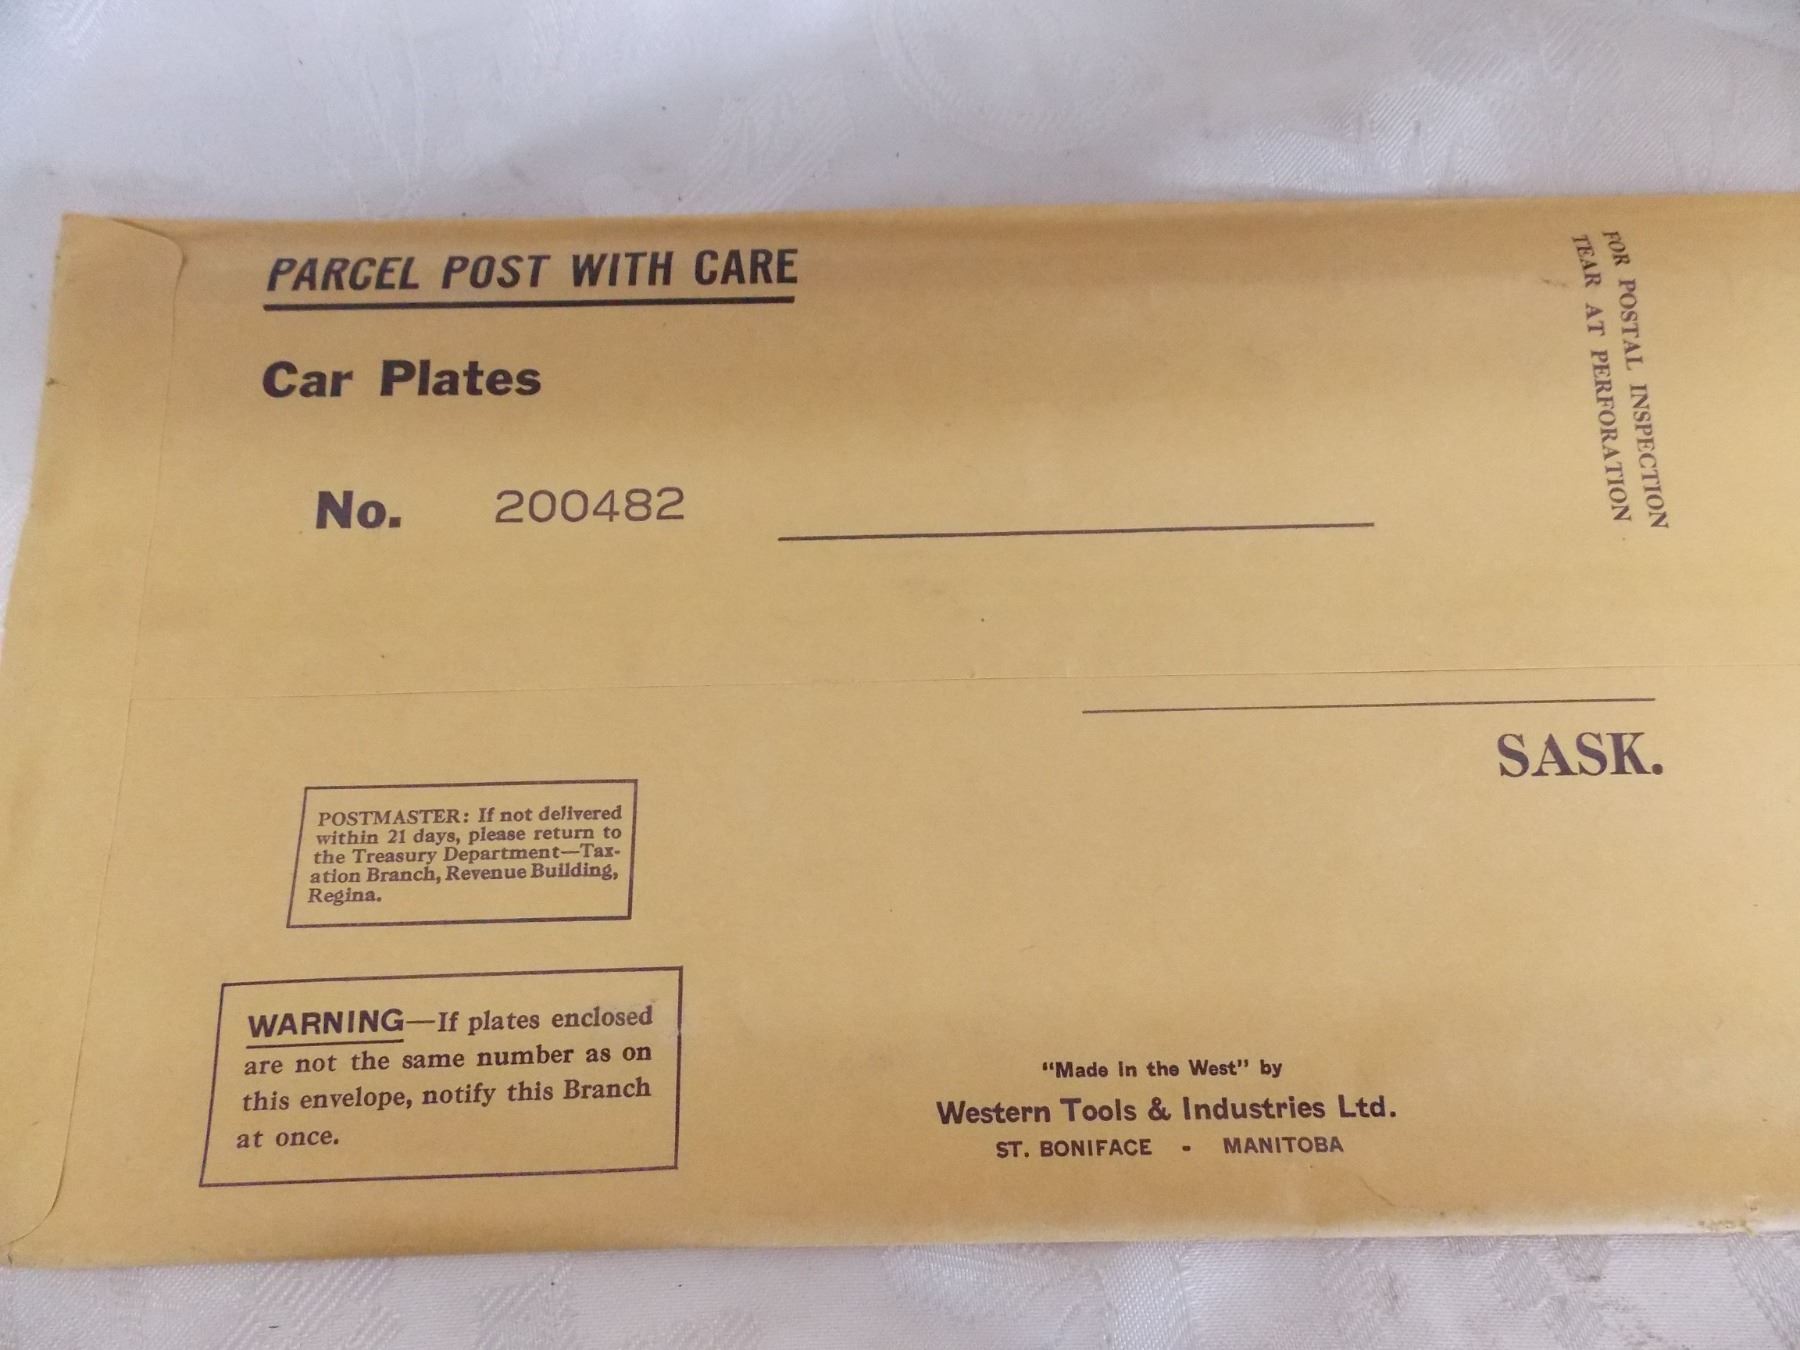 PARCEL POST WITH CARE
Car Plates
No. 200482
FOR POSTAL INSPECTION
TEAR AT PERFORATION
SASK.
POSTMASTER: If not delivered
within 21 days, please return to
the Treasury Department—Tax-
ation Branch, Revenue Building,
Regina.
WARNING—If plates enclosed
are not the same number as on
this envelope, notify this Branch
at once.
"Made in the West" by
Western Tools & Industries Ltd.
ST. BONIFACE - MANITOBA